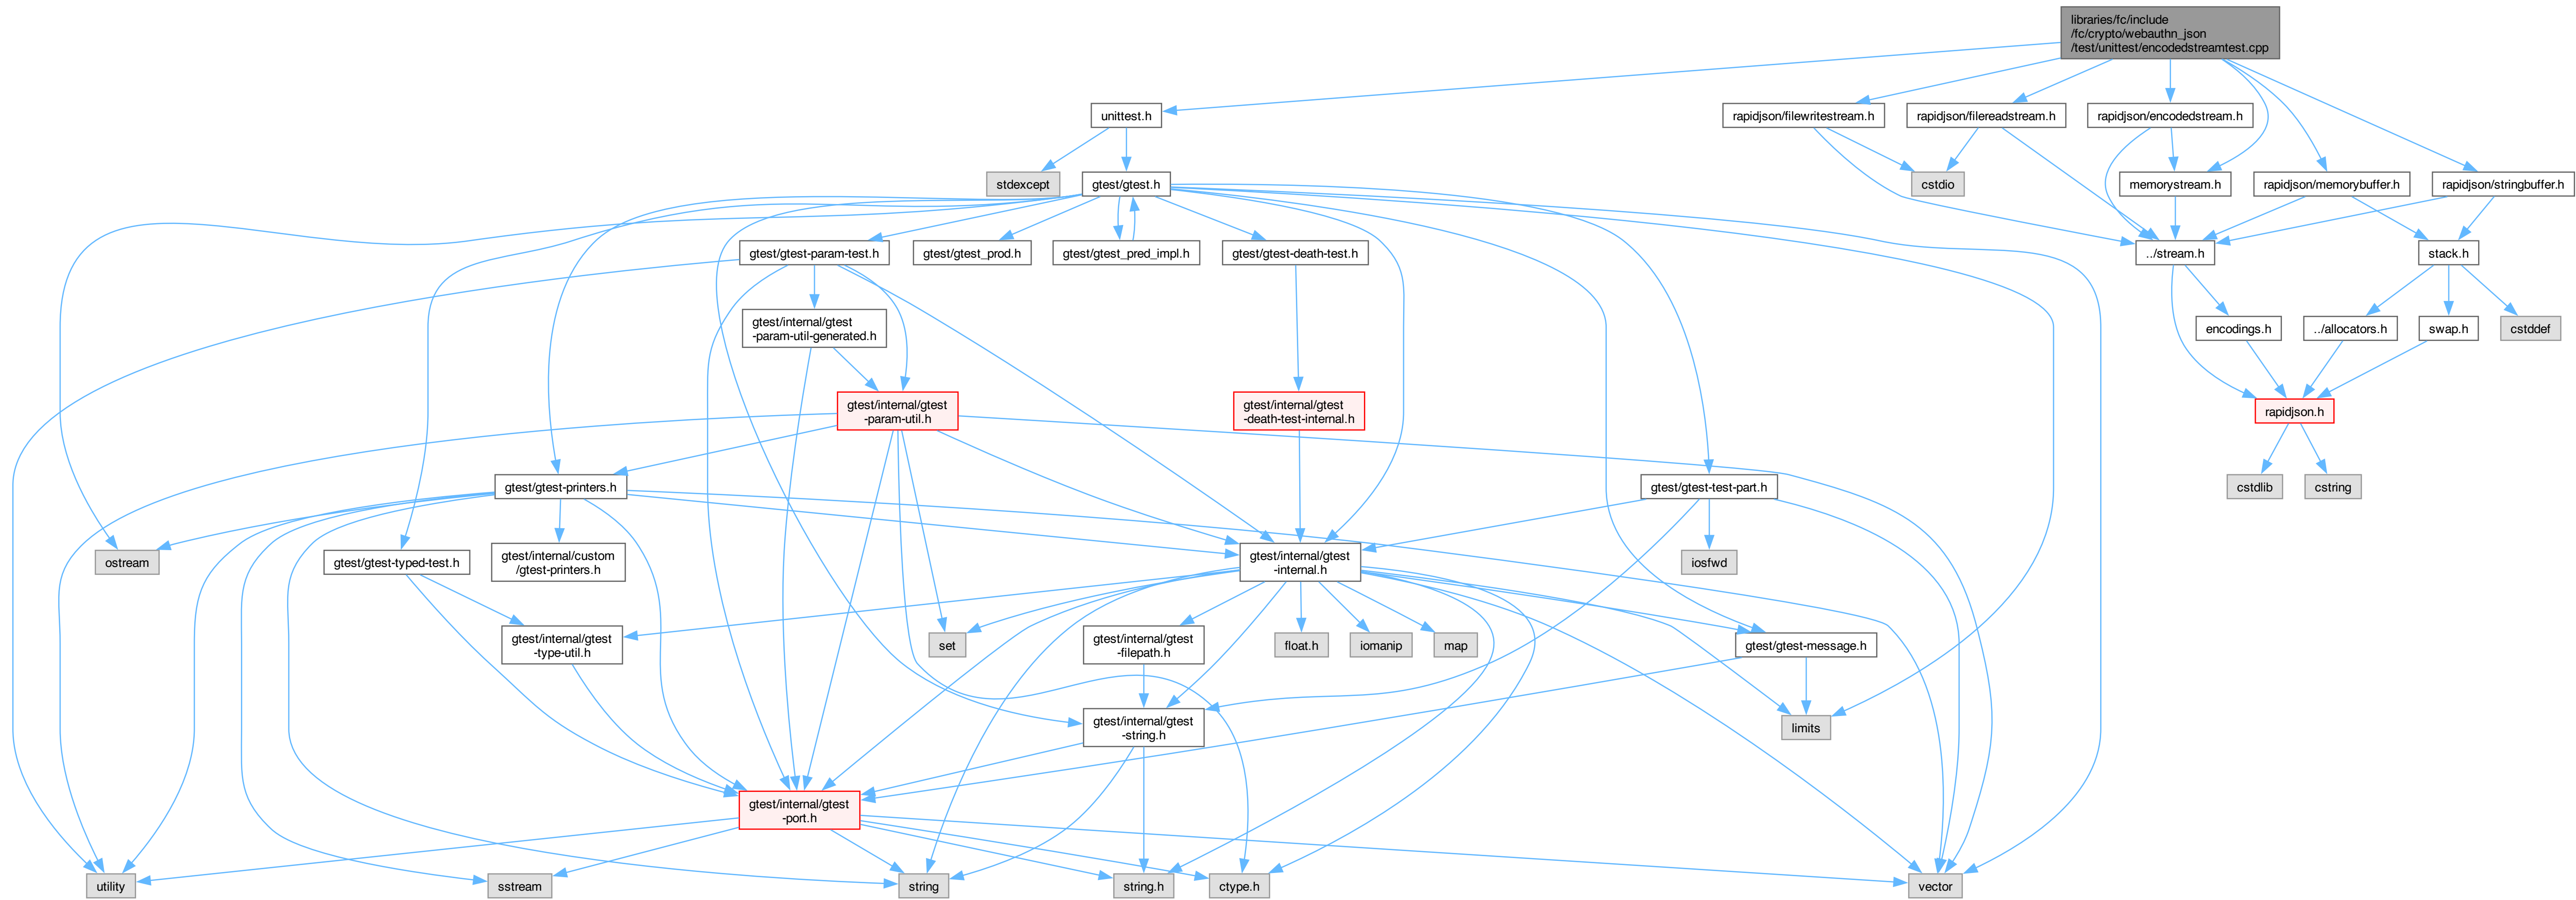 libraries/fc/include
/fc/crypto/webauthn_json
/test/unittest/encodedstreamtest.cpp
unittest.h
rapidjson/filewritestream.h
rapidjson/filereadstream.h
rapidjson/encodedstream.h
stdexcept
gtest/gtest.h
cstdio
memorystream.h
rapidjson/memorybuffer.h
rapidjson/stringbuffer.h
gtest/gtest-param-test.h
gtest/gtest_prod.h
gtest/gtest_pred_impl.h
gtest/gtest-death-test.h
../stream.h
stack.h
gtest/internal/gtest
-param-util-generated.h
encodings.h
../allocators.h
swap.h
cstddef
gtest/internal/gtest
-param-util.h
gtest/internal/gtest
-death-test-internal.h
rapidjson.h
gtest/gtest-printers.h
gtest/gtest-test-part.h
cstdlib
cstring
ostream
gtest/gtest-typed-test.h
gtest/internal/custom
/gtest-printers.h
gtest/internal/gtest
-internal.h
iosfwd
gtest/internal/gtest
-type-util.h
set
gtest/internal/gtest
-filepath.h
float.h
iomanip
map
gtest/gtest-message.h
gtest/internal/gtest
-string.h
limits
gtest/internal/gtest
-port.h
utility
sstream
string
string.h
ctype.h
vector